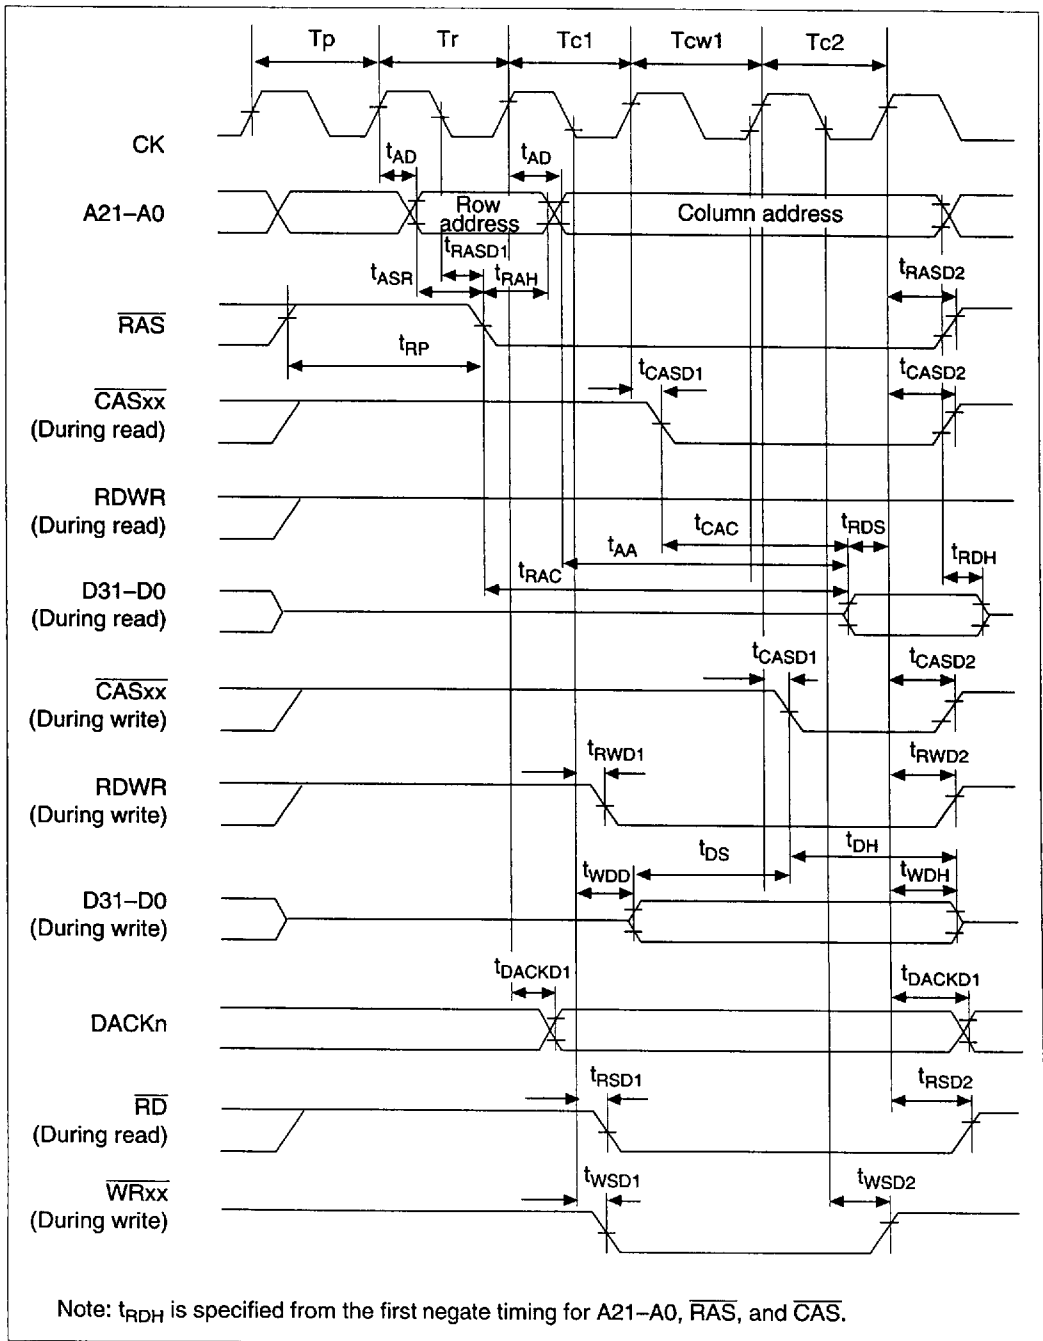 Tp Tr Tc1 Tcw1 Tc2
CK
tAD tAD
A21–A0 Row address Column address
tRASD1
tASR tRAH tRASD2
RAS
tRP
tCASD1 tCASD2
CASxx
(During read)
RDWR
(During read)
tCAC tRDS
tAA tRDH
tRAC
D31–D0
(During read)
tCASD1 tCASD2
CASxx
(During write)
tRWD1 tRWD2
RDWR
(During write)
tDS tDH
tWDD tWDH
D31–D0
(During write)
tDACKD1 tDACKD1
DACKn
tRSD1 tRSD2
RD
(During read)
tWSD1 tWSD2
WRxx
(During write)
Note: tRDH is specified from the first negate timing for A21–A0, RAS, and CAS.